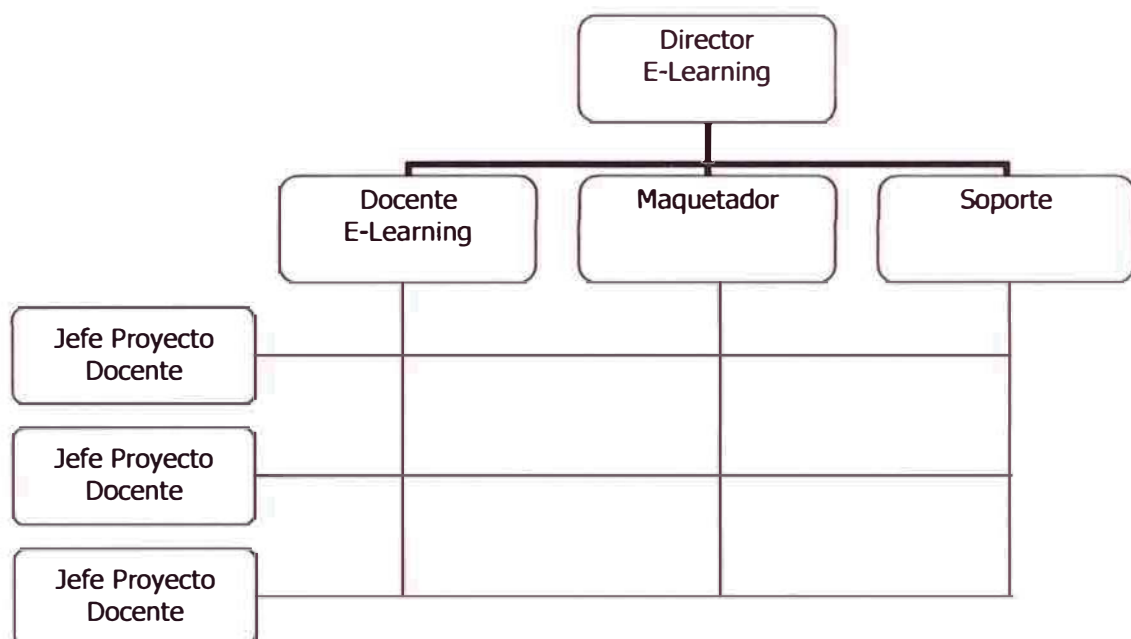 Director
E-Learning
Docente
E-Learning
Maquetador
Soporte
Jefe Proyecto
Docente
Jefe Proyecto
Docente
Jefe Proyecto
Docente